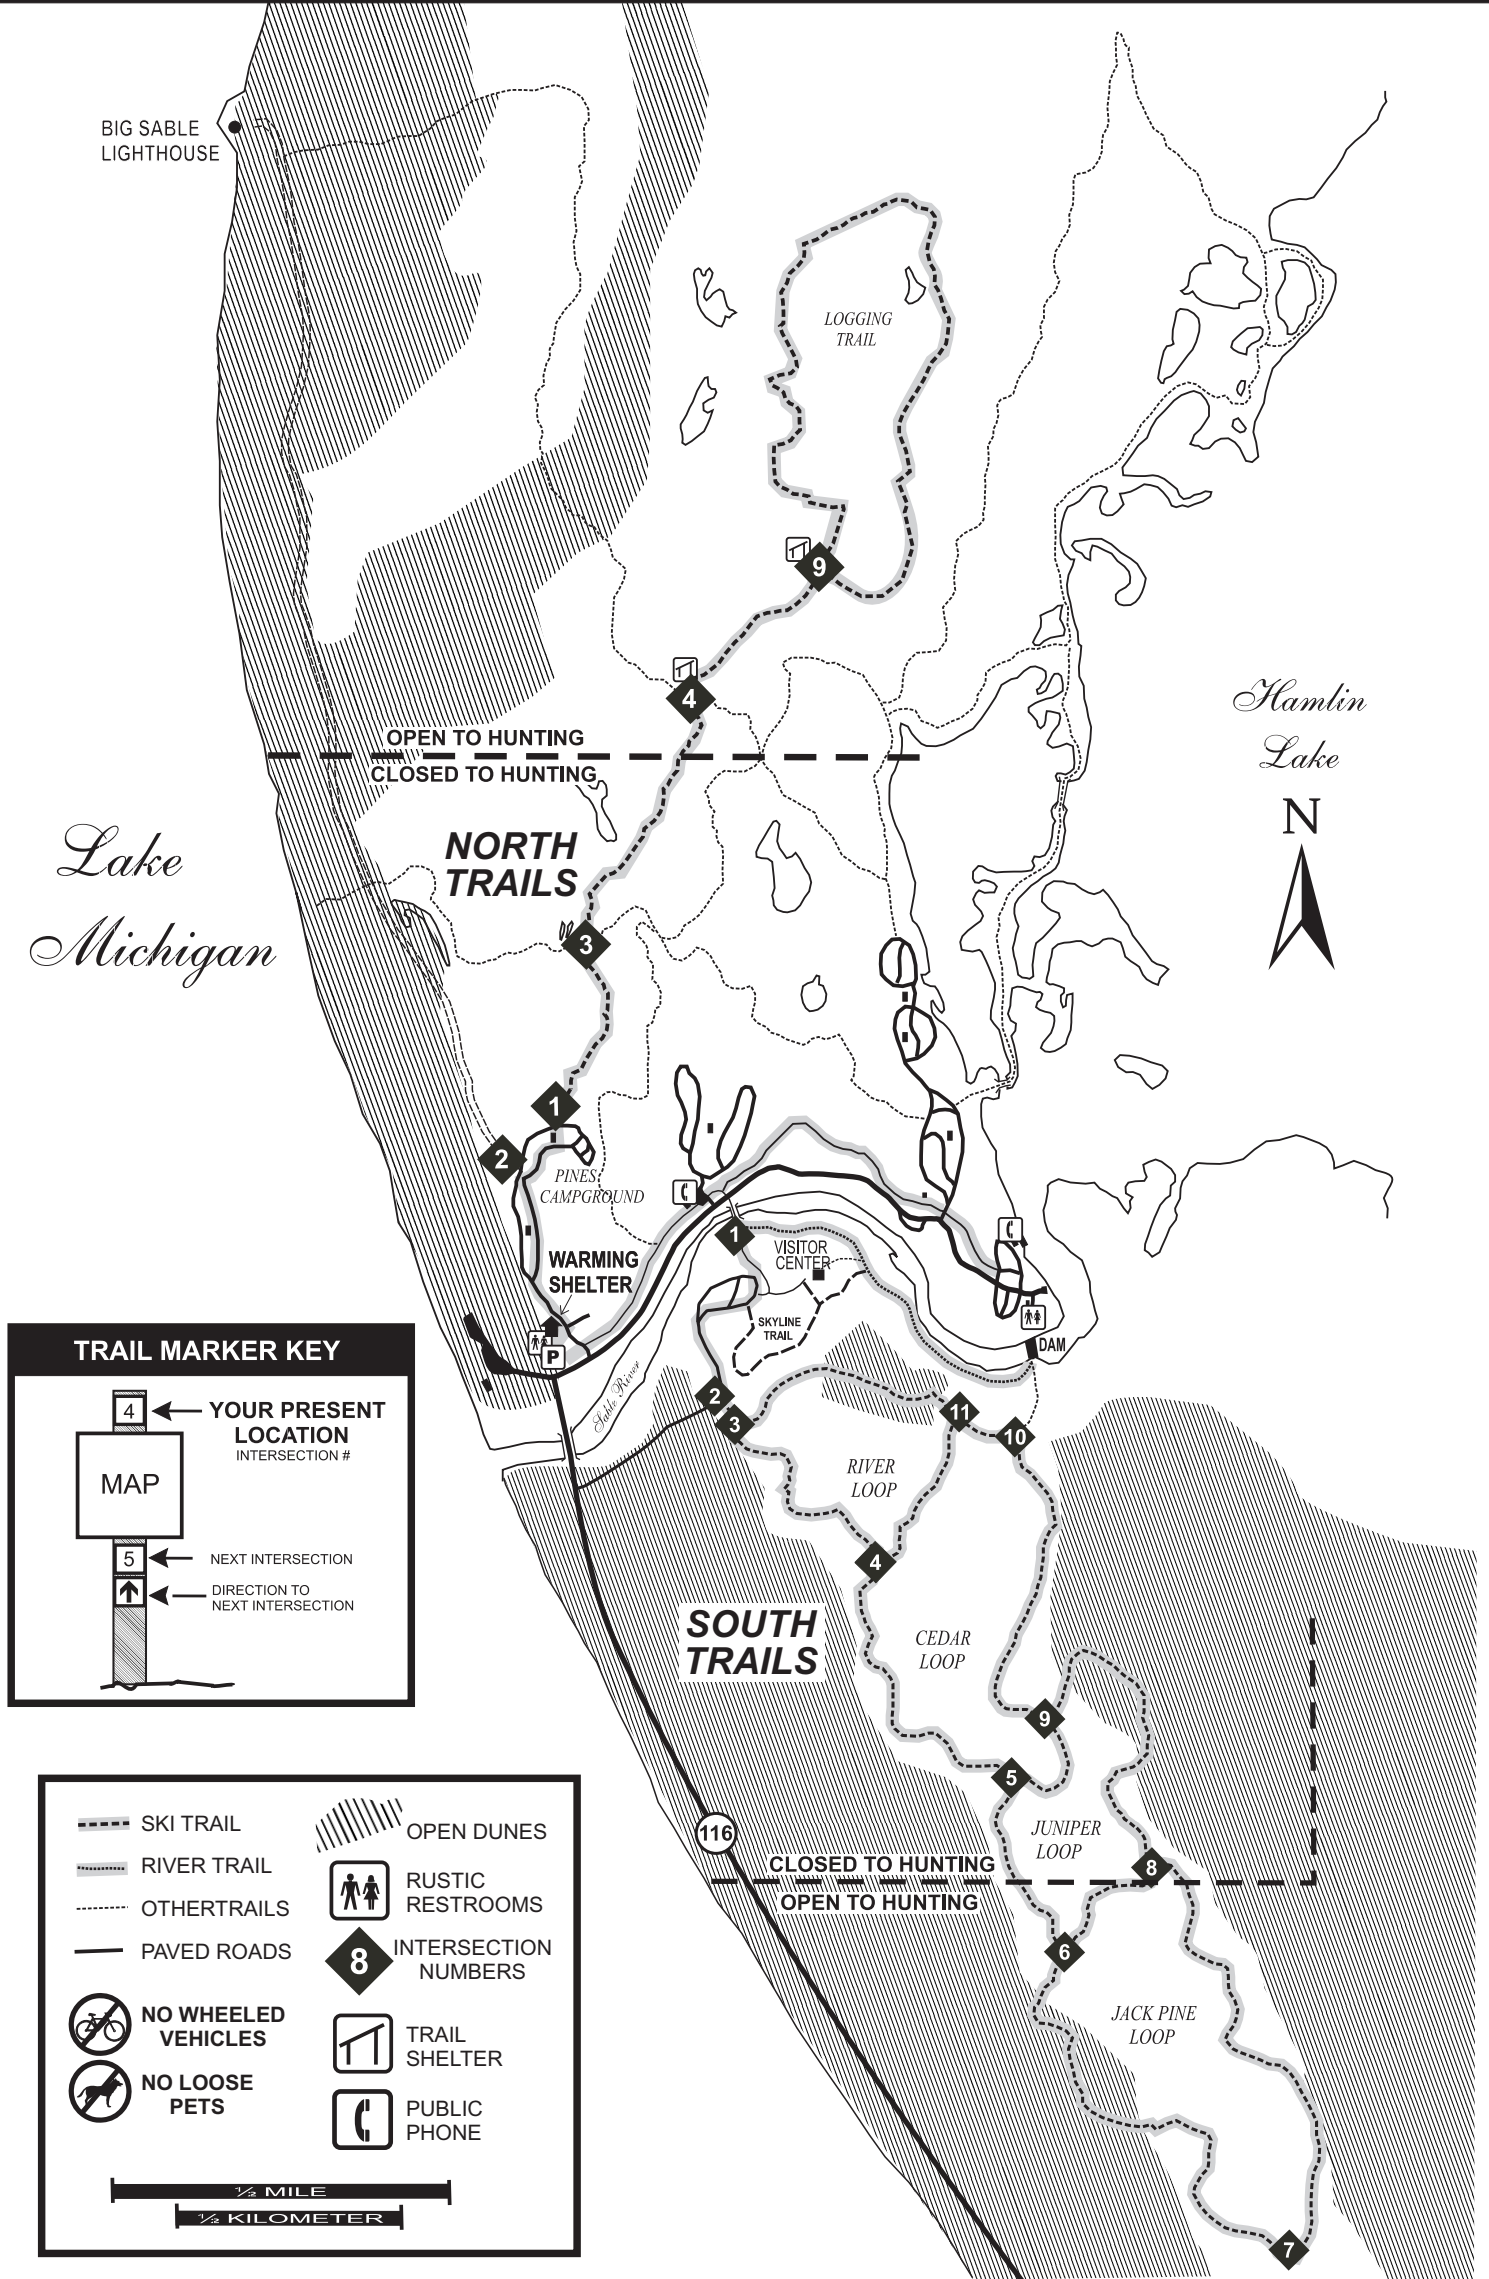 BIG SABLE
LIGHTHOUSE
LOGGING
TRAIL
9
4
OPEN TO HUNTING
CLOSED TO HUNTING
Hamlin
Lake
N
Lake
Michigan
NORTH
TRAILS
3
1
2
PINES
CAMPGROUND
1
VISITOR
CENTER
WARMING
SHELTER
SKYLINE
TRAIL
P
DAM
Sable River
2
3
11
10
RIVER
LOOP
4
SOUTH
TRAILS
CEDAR
LOOP
9
5
JUNIPER
LOOP
116
8
CLOSED TO HUNTING
OPEN TO HUNTING
6
JACK PINE
LOOP
7
TRAIL MARKER KEY
4
YOUR PRESENT
LOCATION
INTERSECTION #
MAP
5
NEXT INTERSECTION
DIRECTION TO
NEXT INTERSECTION
SKI TRAIL
RIVER TRAIL
OTHERTRAILS
PAVED ROADS
NO WHEELED
VEHICLES
NO LOOSE
PETS
OPEN DUNES
RUSTIC
RESTROOMS
8
INTERSECTION
NUMBERS
TRAIL
SHELTER
PUBLIC
PHONE
½ MILE
½ KILOMETER